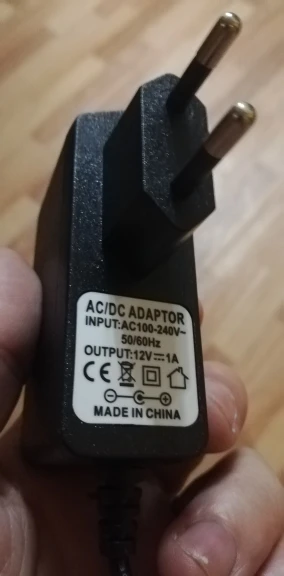 AC/DC ADAPTOR
INPUT:AC100-240V~
50/60Hz
OUTPUT:12V⎓1A
CE
MADE IN CHINA